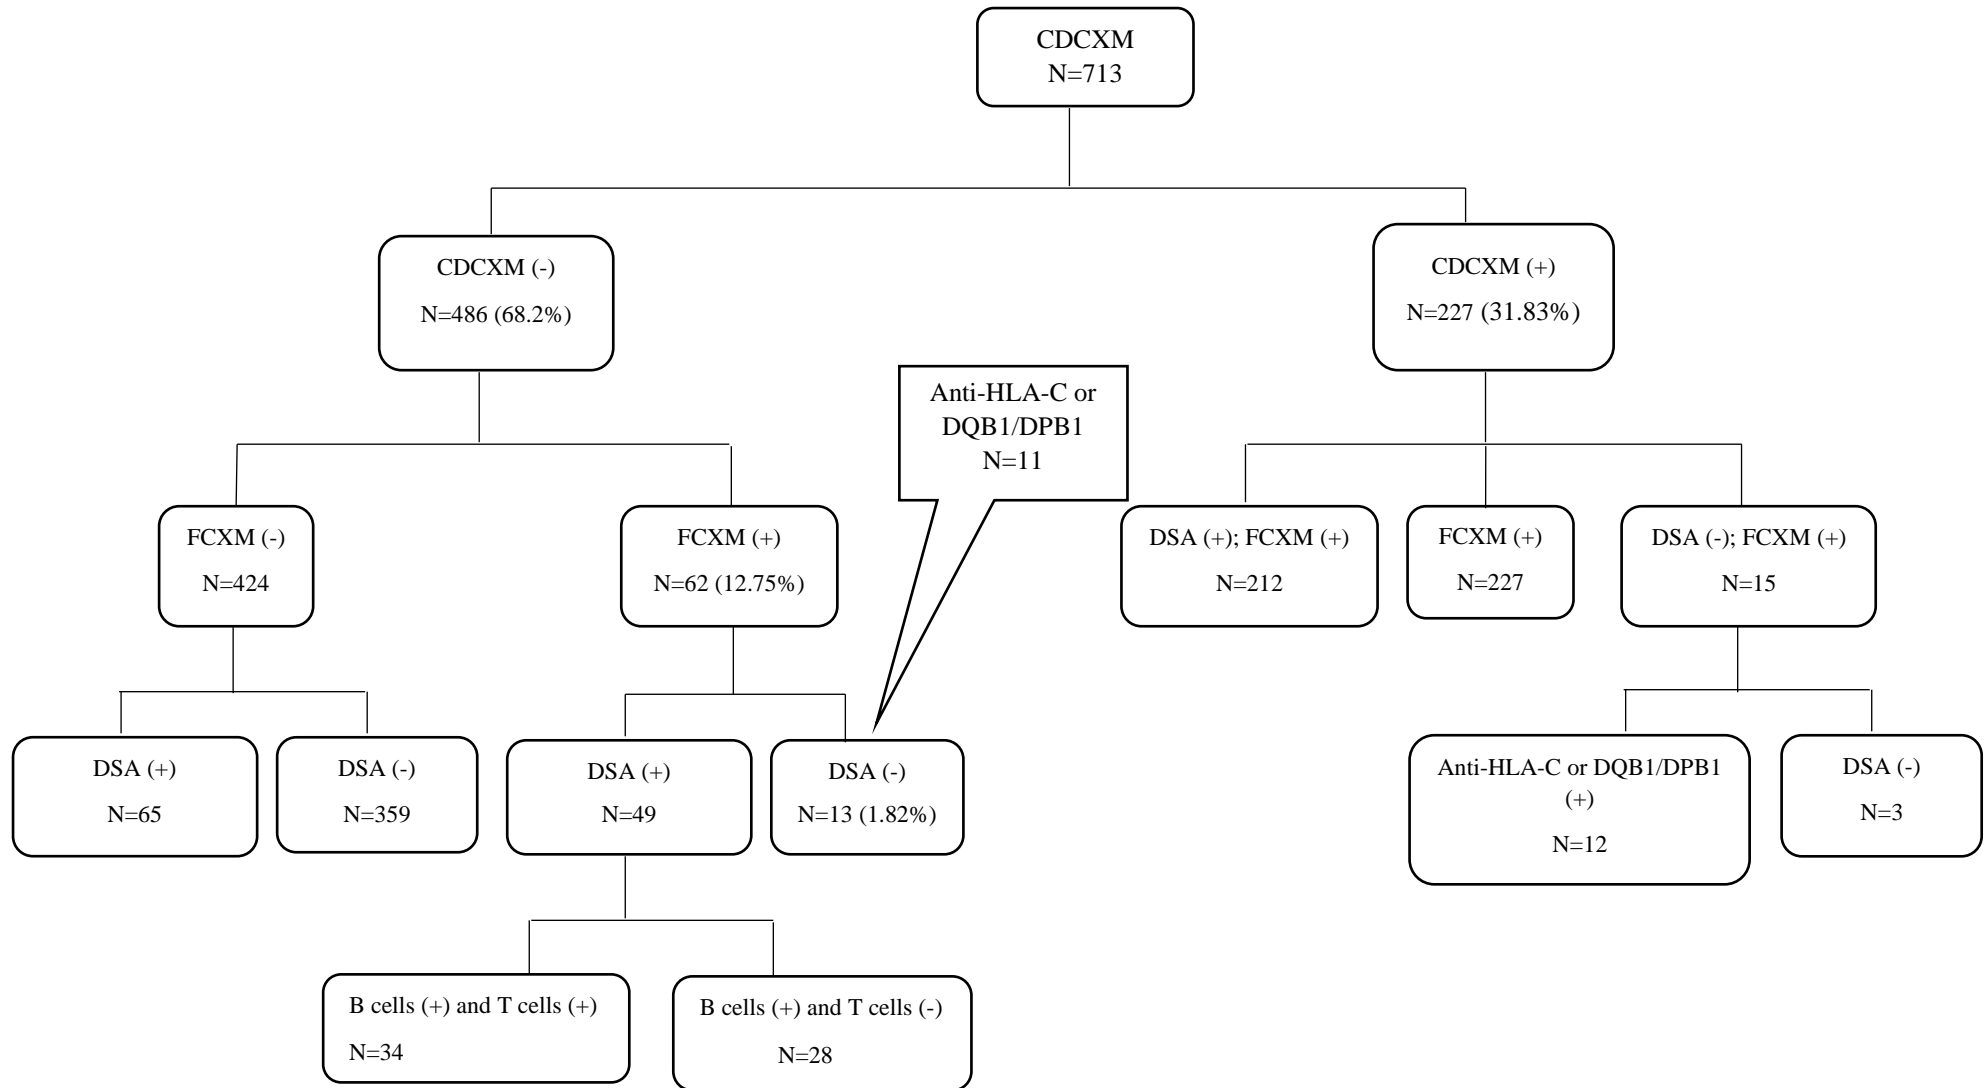 CDCXM
N=713
CDCXM (-)
N=486 (68.2%)
CDCXM (+)
N=227 (31.83%)
Anti-HLA-C or
DQB1/DPB1
N=11
FCXM (-)
N=424
FCXM (+)
N=62 (12.75%)
DSA (+); FCXM (+)
N=212
FCXM (+)
N=227
DSA (-); FCXM (+)
N=15
DSA (+)
N=65
DSA (-)
N=359
DSA (+)
N=49
DSA (-)
N=13 (1.82%)
Anti-HLA-C or DQB1/DPB1
(+)
N=12
DSA (-)
N=3
B cells (+) and T cells (+)
N=34
B cells (+) and T cells (-)
N=28